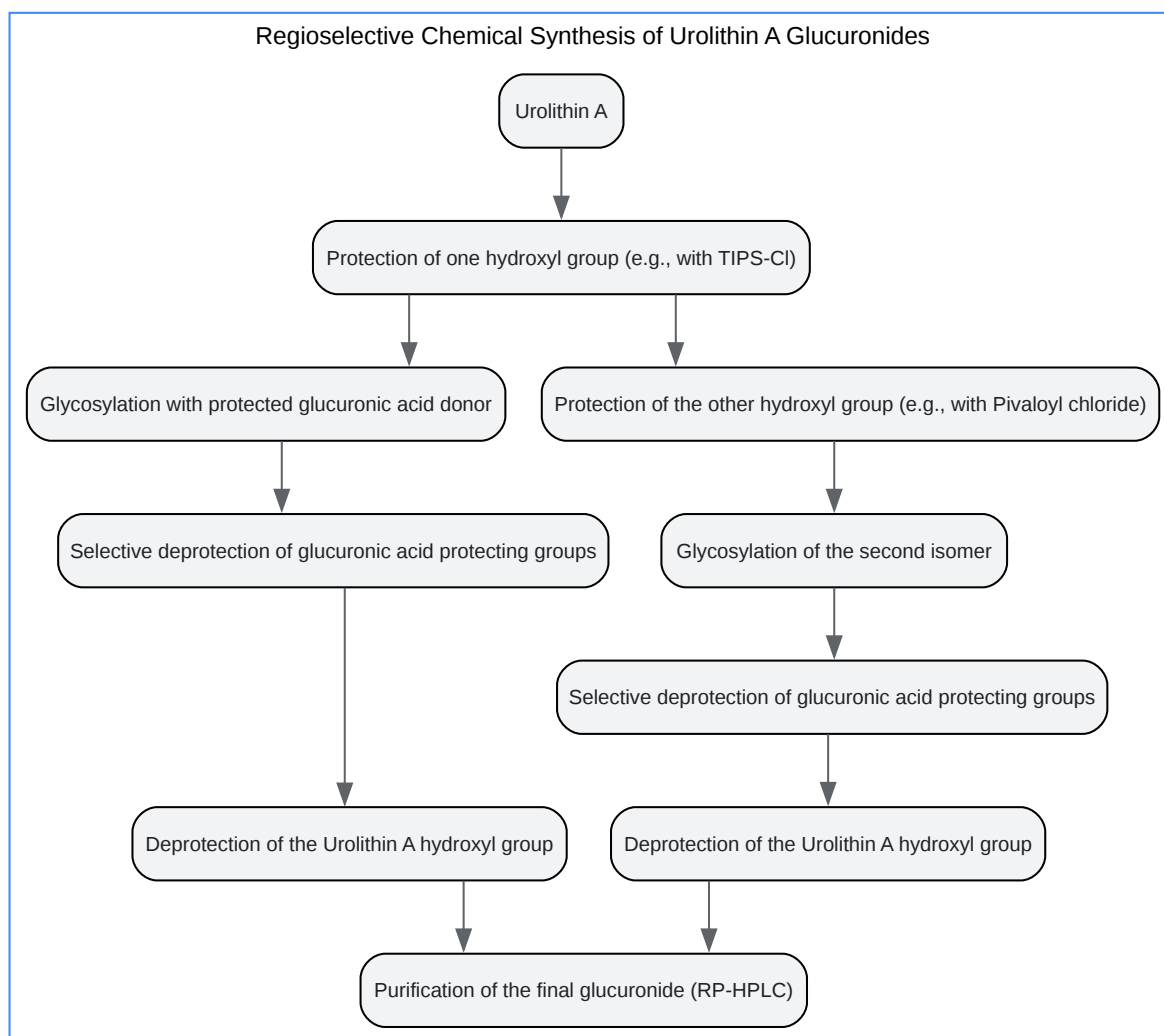 Regioselective Chemical Synthesis of Urolithin A Glucuronides
Urolithin A
Protection of one hydroxyl group (e.g., with TIPS-Cl)
Glycosylation with protected glucuronic acid donor
Protection of the other hydroxyl group (e.g., with Pivaloyl chloride)
Selective deprotection of glucuronic acid protecting groups
Glycosylation of the second isomer
Selective deprotection of glucuronic acid protecting groups
Deprotection of the Urolithin A hydroxyl group
Deprotection of the Urolithin A hydroxyl group
Purification of the final glucuronide (RP-HPLC)